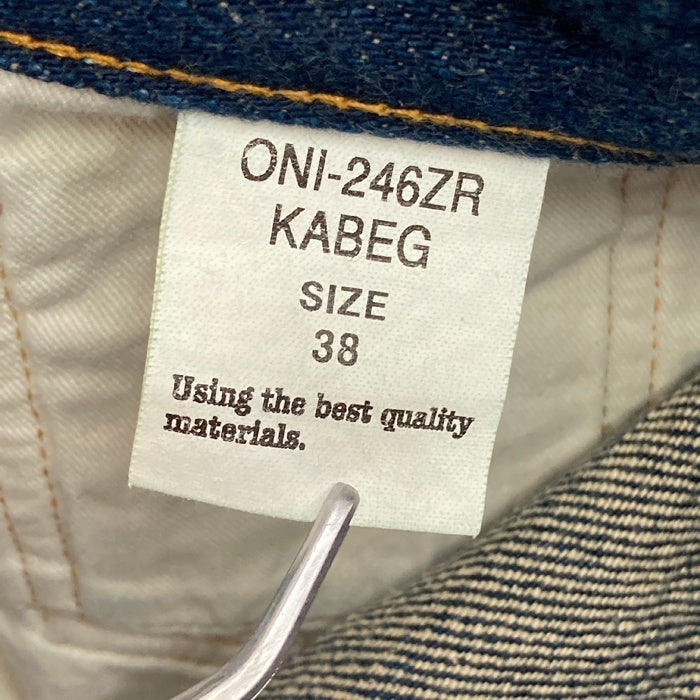 ONI-246ZR
KABEG
SIZE
38
Using the best quality
materials.